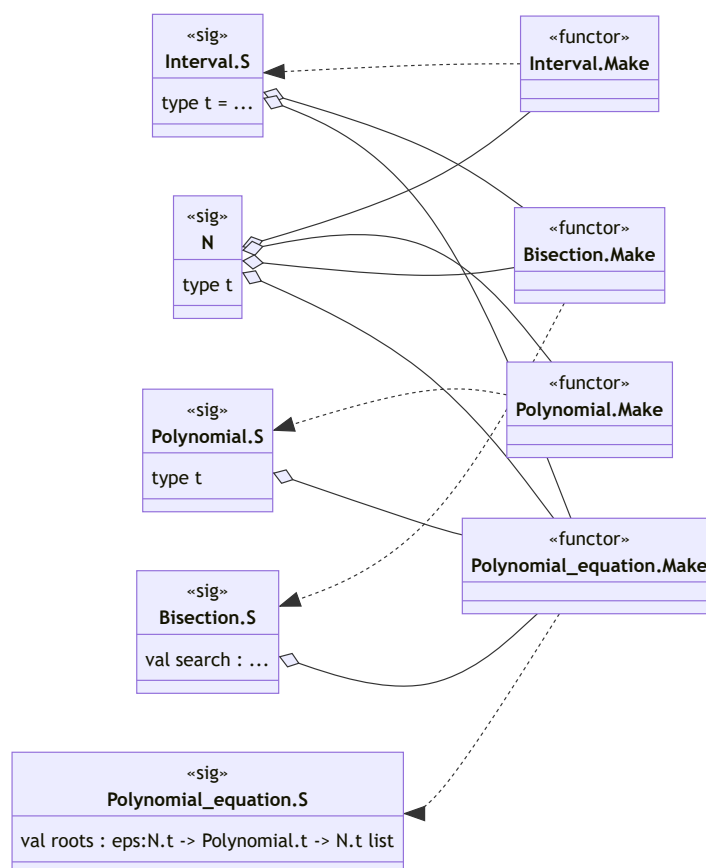 «sig»
Interval.S
type t = ...
«functor»
Interval.Make
«sig»
N
type t
«functor»
Bisection.Make
«sig»
Polynomial.S
type t
«functor»
Polynomial.Make
«functor»
Polynomial_equation.Make
«sig»
Bisection.S
val search : ...
«sig»
Polynomial_equation.S
val roots : eps:N.t -> Polynomial.t -> N.t list